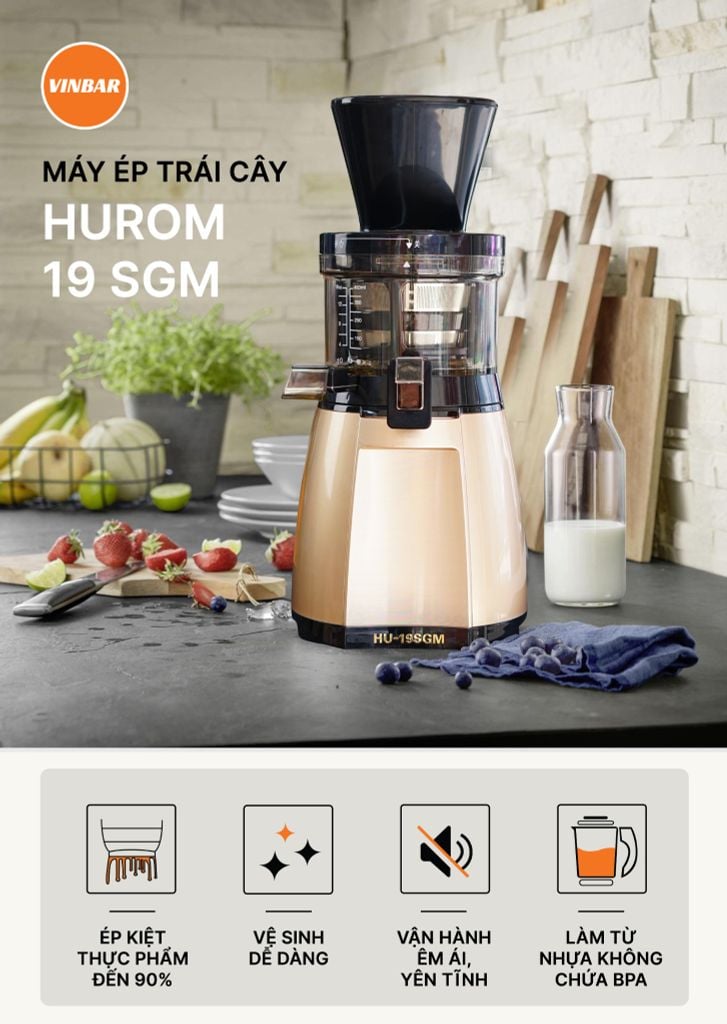 VINBAR
MÁY ÉP TRÁI CÂY
HUROM
19 SGM
HU-19SGM
ÉP KIỆT
THỰC PHẨM
ĐẾN 90%
VỆ SINH
DỄ DÀNG
VẬN HÀNH
ÊM ÁI,
YÊN TĨNH
LÀM TỪ
NHỰA KHÔNG
CHỨA BPA